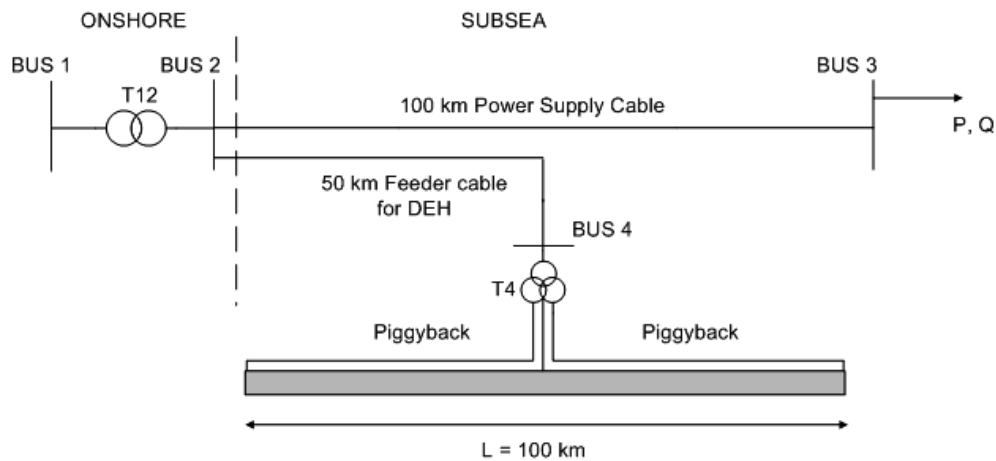 ONSHORE
SUBSEA
BUS 1
BUS 2
BUS 3
T12
100 km Power Supply Cable
P, Q
50 km Feeder cable
for DEH
BUS 4
T4
Piggyback
Piggyback
L = 100 km